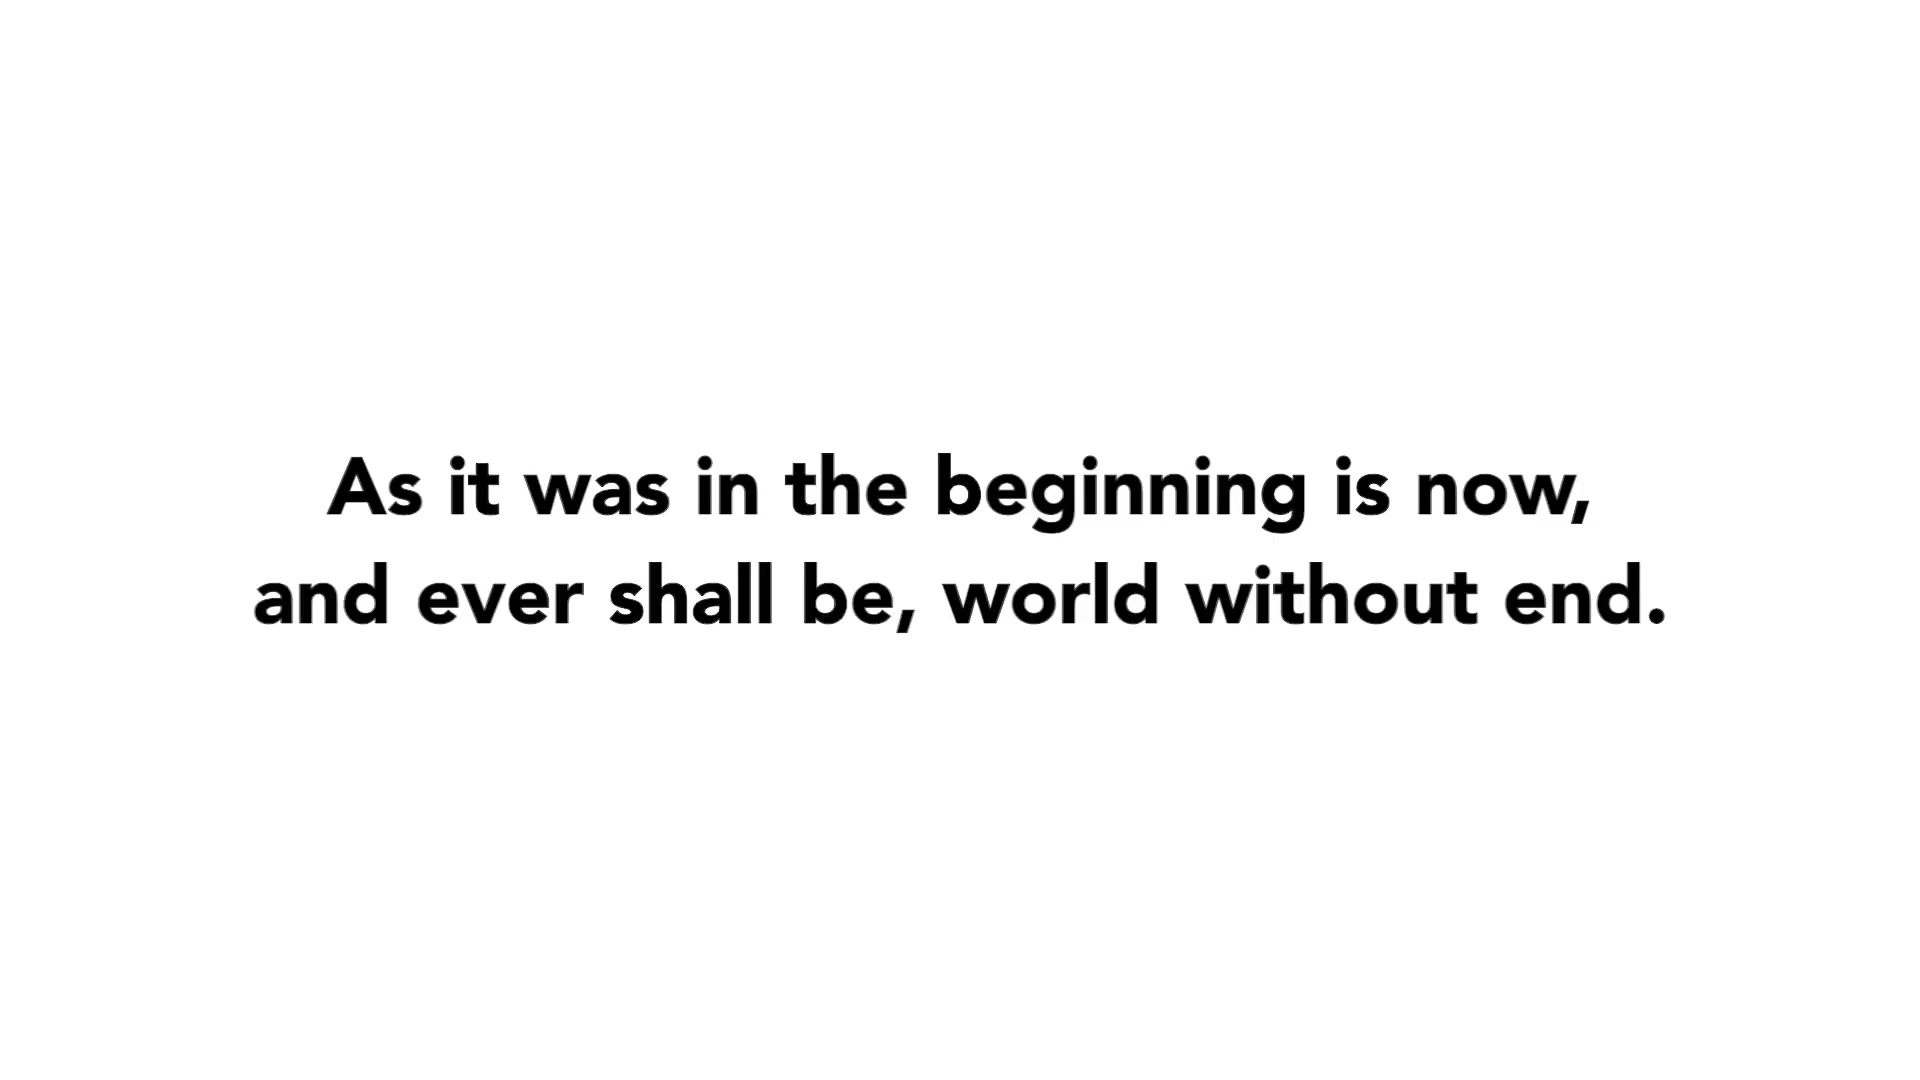 As it was in the beginning is now,
and ever shall be, world without end.